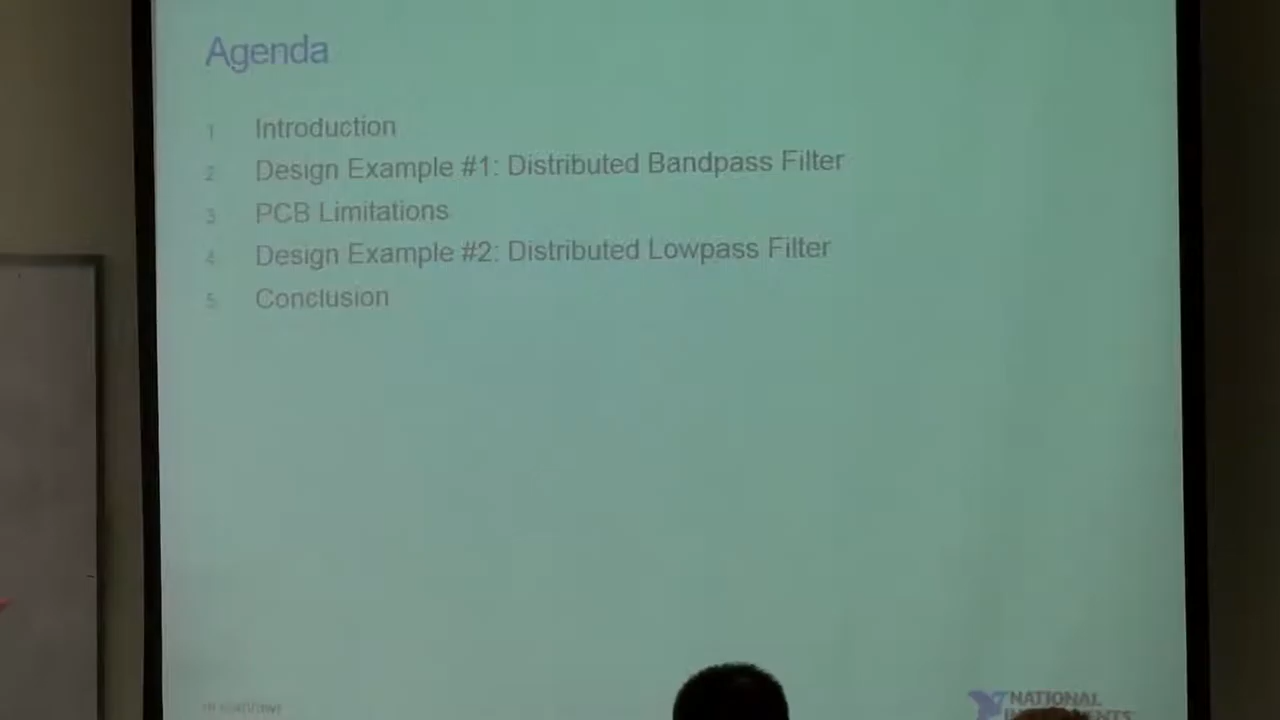 Agenda
1 Introduction
2 Design Example #1: Distributed Bandpass Filter
3 PCB Limitations
4 Design Example #2: Distributed Lowpass Filter
5 Conclusion
NATIONAL